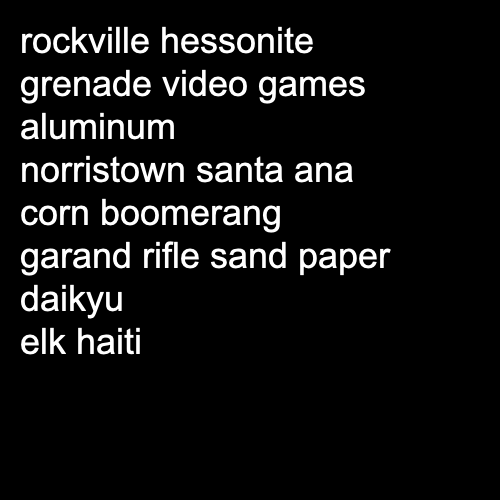 rockville hessonite
grenade video games
aluminum
norristown santa ana
corn boomerang
garand rifle sand paper
daikyu
elk haiti